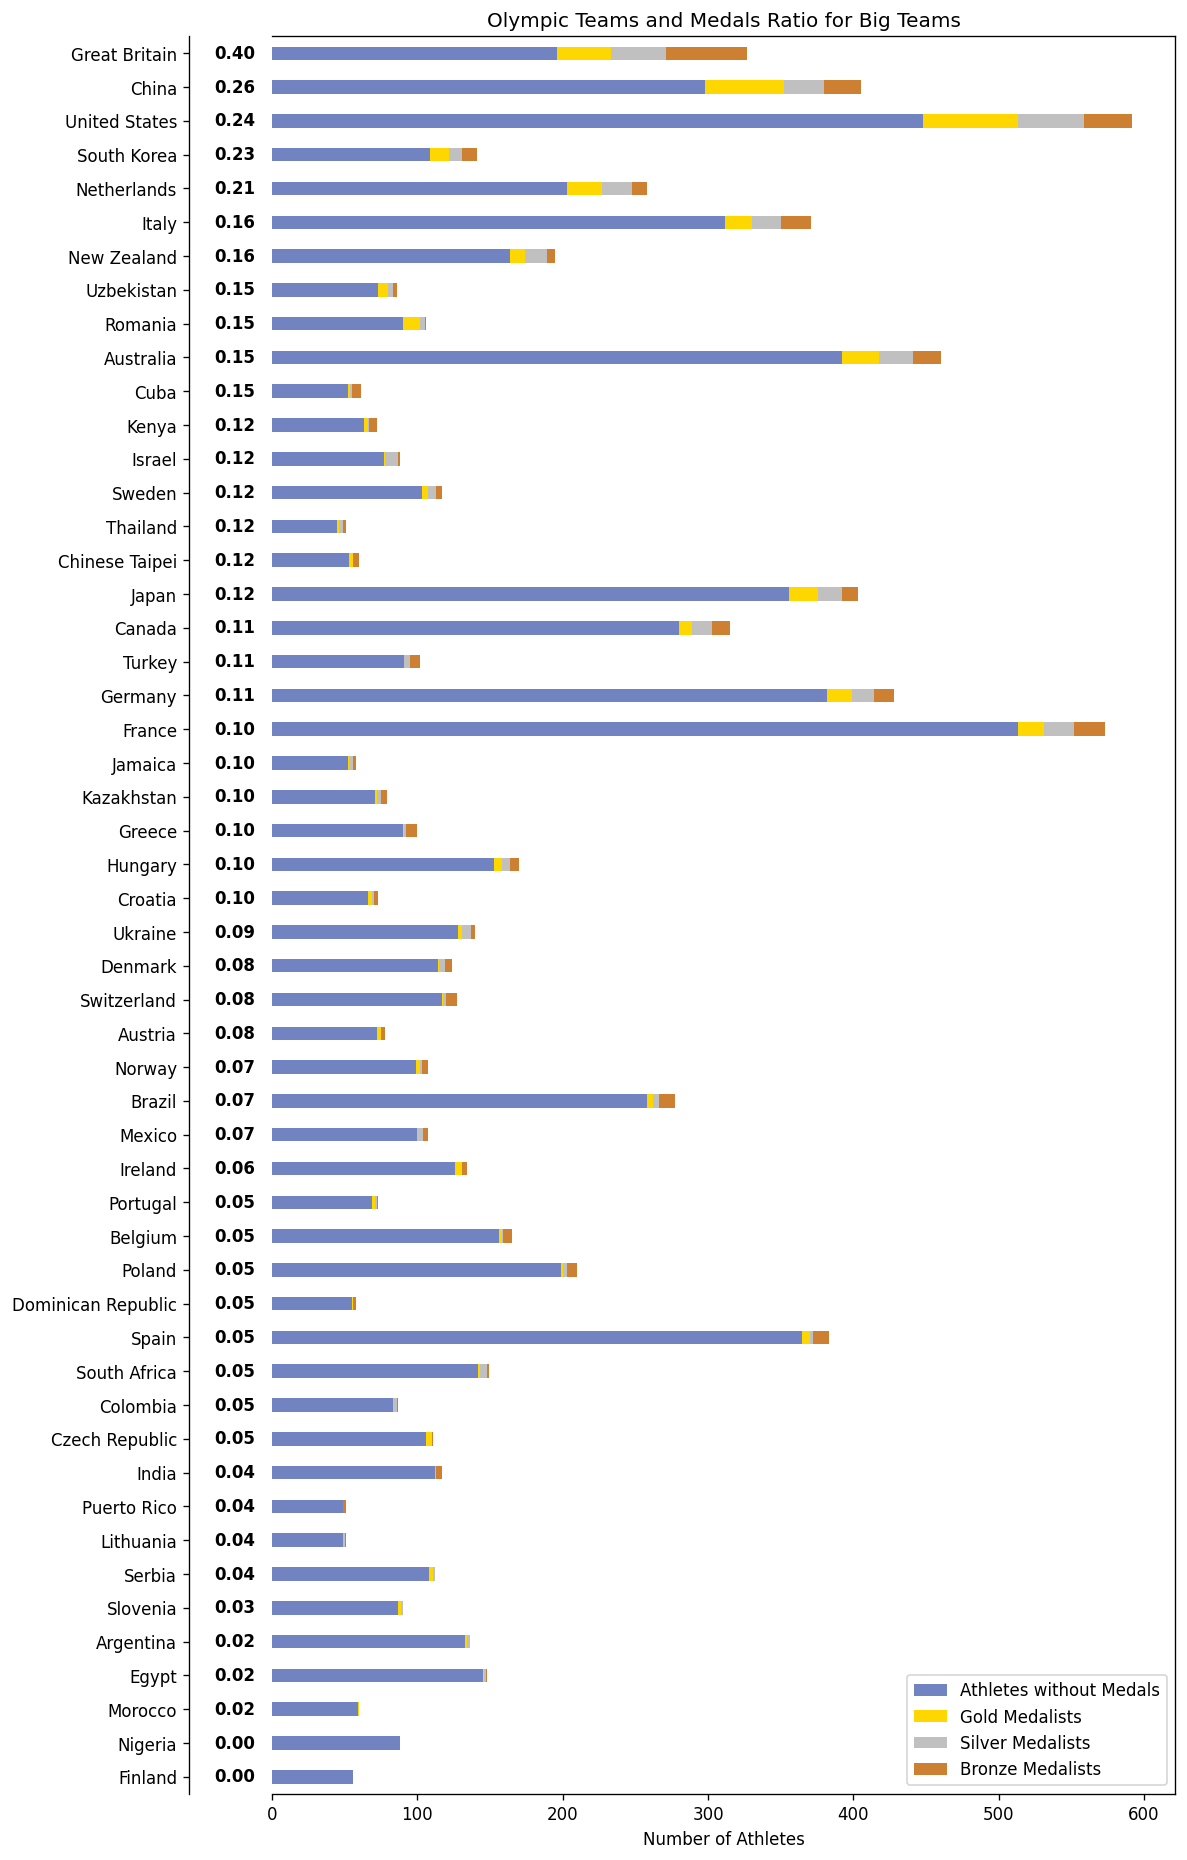 Olympic Teams and Medals Ratio for Big Teams
Great Britain 0.40
China 0.26
United States 0.24
South Korea 0.23
Netherlands 0.21
Italy 0.16
New Zealand 0.16
Uzbekistan 0.15
Romania 0.15
Australia 0.15
Cuba 0.15
Kenya 0.12
Israel 0.12
Sweden 0.12
Thailand 0.12
Chinese Taipei 0.12
Japan 0.12
Canada 0.11
Turkey 0.11
Germany 0.11
France 0.10
Jamaica 0.10
Kazakhstan 0.10
Greece 0.10
Hungary 0.10
Croatia 0.10
Ukraine 0.09
Denmark 0.08
Switzerland 0.08
Austria 0.08
Norway 0.07
Brazil 0.07
Mexico 0.07
Ireland 0.06
Portugal 0.05
Belgium 0.05
Poland 0.05
Dominican Republic 0.05
Spain 0.05
South Africa 0.05
Colombia 0.05
Czech Republic 0.05
India 0.04
Puerto Rico 0.04
Lithuania 0.04
Serbia 0.04
Slovenia 0.03
Argentina 0.02
Egypt 0.02
Morocco 0.02
Nigeria 0.00
Finland 0.00
Athletes without Medals
Gold Medalists
Silver Medalists
Bronze Medalists
0 100 200 300 400 500 600
Number of Athletes